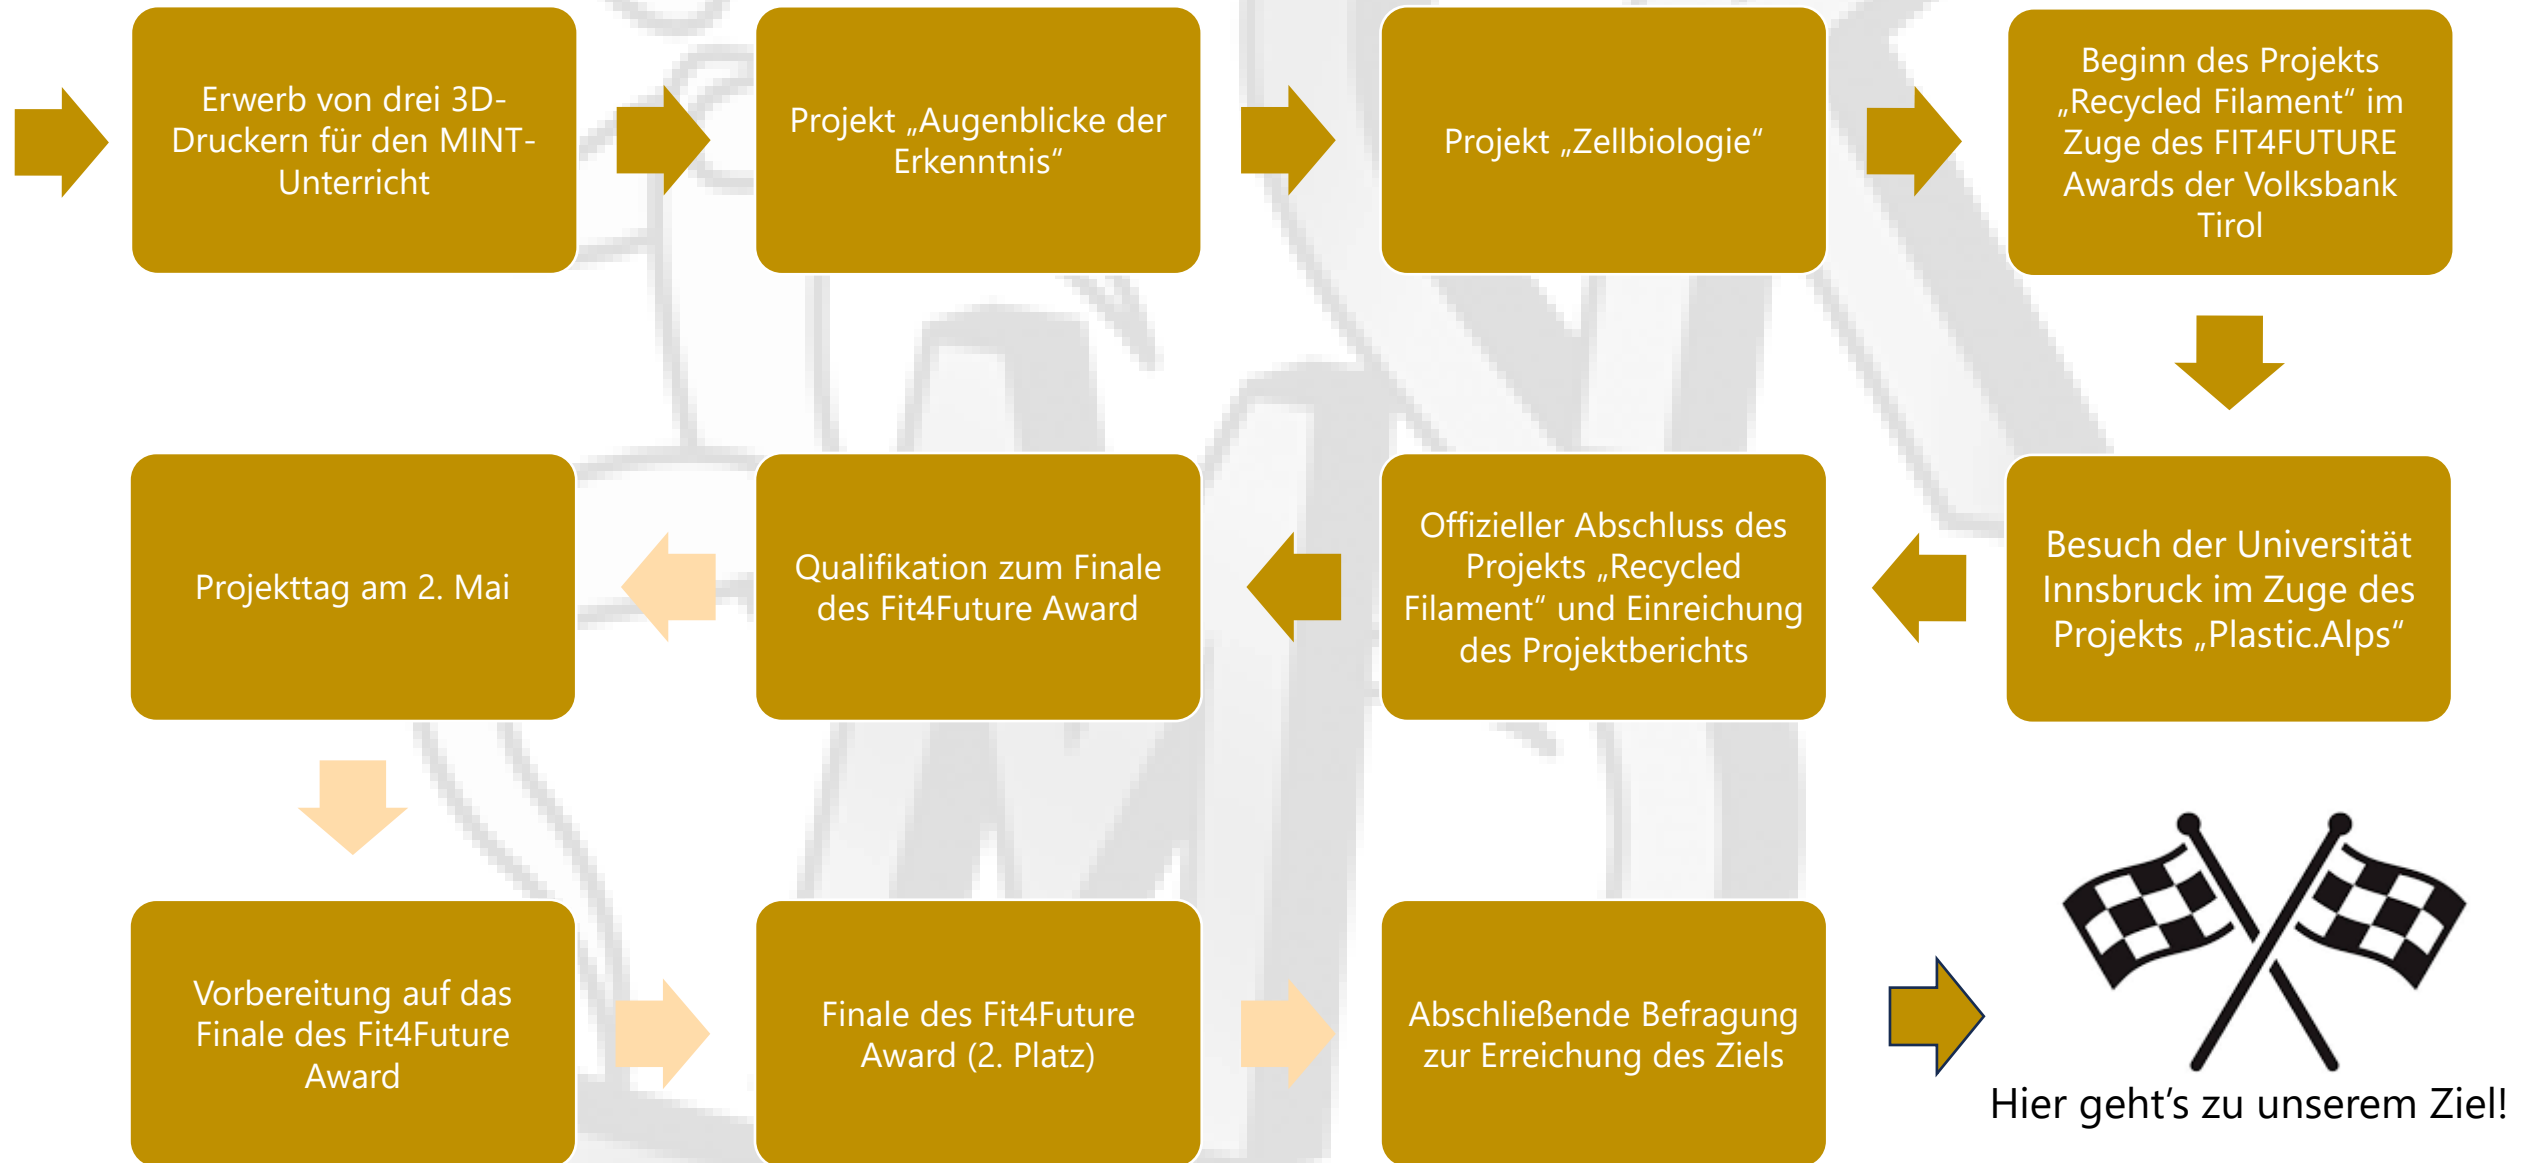 Erwerb von drei 3D-
Druckern für den MINT-
Unterricht
Projekt „Augenblicke der
Erkenntnis“
Projekt „Zellbiologie“
Beginn des Projekts
„Recycled Filament“ im
Zuge des FIT4FUTURE
Awards der Volksbank
Tirol
Besuch der Universität
Innsbruck im Zuge des
Projekts „Plastic.Alps“
Offizieller Abschluss des
Projekts „Recycled
Filament“ und Einreichung
des Projektberichts
Qualifikation zum Finale
des Fit4Future Award
Projekttag am 2. Mai
Vorbereitung auf das
Finale des Fit4Future
Award
Finale des Fit4Future
Award (2. Platz)
Abschließende Befragung
zur Erreichung des Ziels
Hier geht’s zu unserem Ziel!